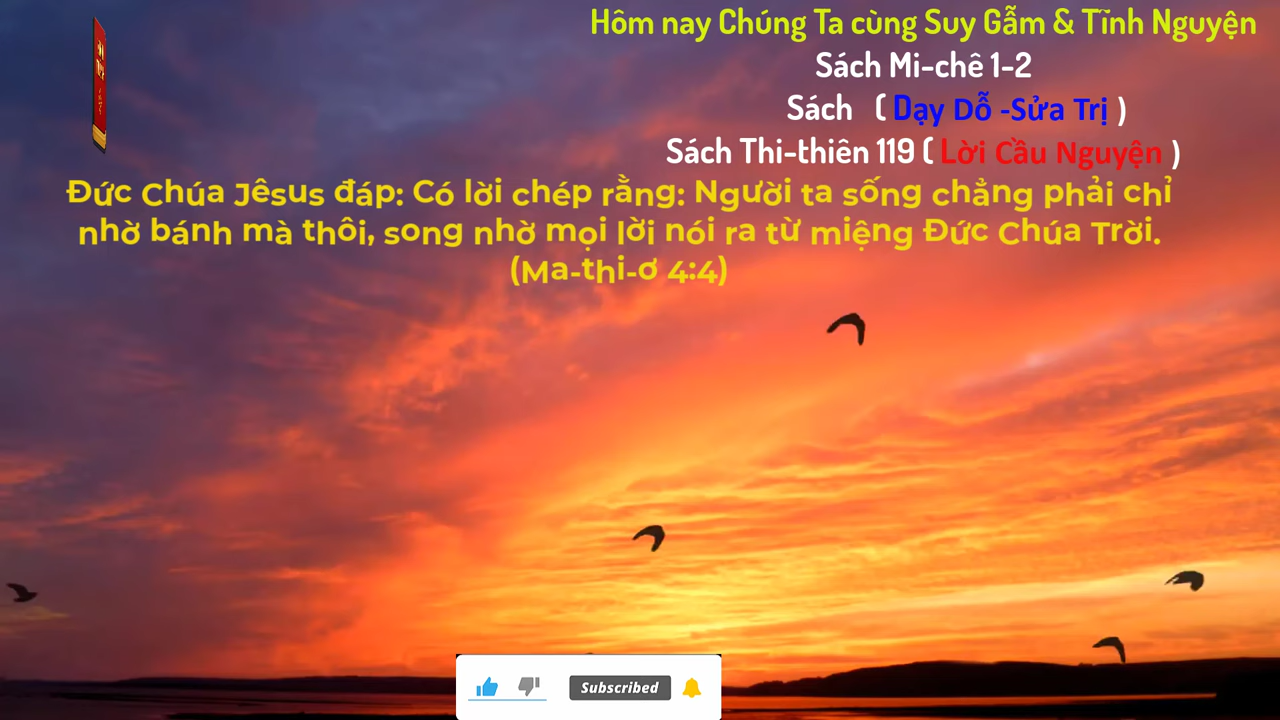 Hôm nay Chúng Ta cùng Suy Gẫm & Tĩnh Nguyện
Sách Mi-chê 1-2
Sách ( Dạy Dỗ -Sửa Trị )
Sách Thi-thiên 119 ( Lời Cầu Nguyện )
Đức Chúa Jêsus đáp: Có lời chép rằng: Người ta sống chẳng phải chỉ
nhờ bánh mà thôi, song nhờ mọi lời nói ra từ miệng Đức Chúa Trời.
(Ma-thi-ơ 4:4)
Subscribed